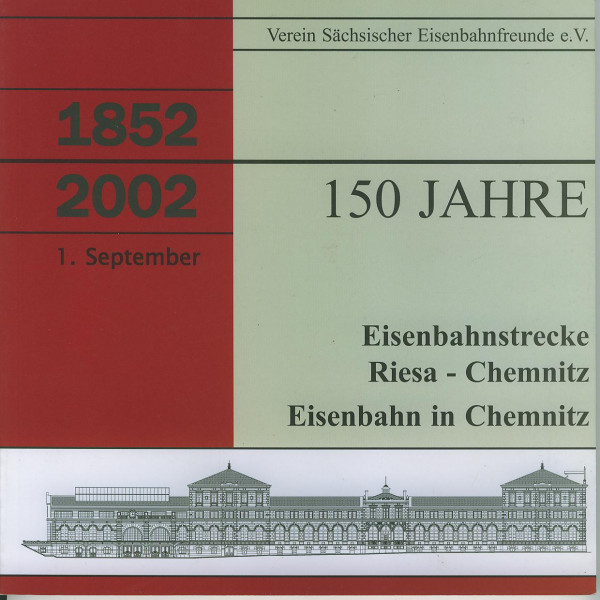 Verein Sächsischer Eisenbahnfreunde e.V.
1852
2002
1. September
150 JAHRE
Eisenbahnstrecke
Riesa - Chemnitz
Eisenbahn in Chemnitz